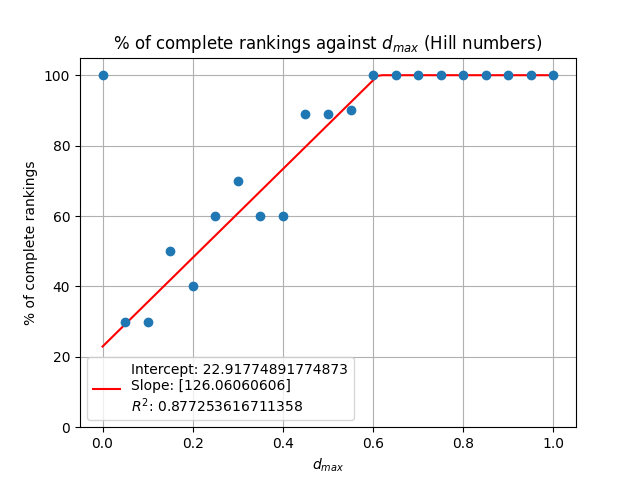 % of complete rankings against d_max (Hill numbers)
% of complete rankings
100
80
60
40
20
0
Intercept: 22.91774891774873
Slope: [126.06060606]
R²: 0.877253616711358
0.0 0.2 0.4 0.6 0.8 1.0
d_max